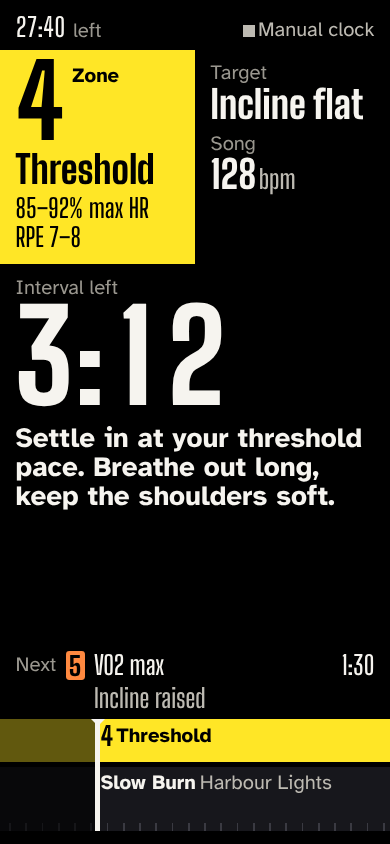 27:40 left
Manual clock
4 Zone
Threshold
85–92% max HR
RPE 7–8
Target
Incline flat
Song
128 bpm
Interval left
3:12
Settle in at your threshold
pace. Breathe out long,
keep the shoulders soft.
Next 5 VO2 max 1:30
Incline raised
4 Threshold
Slow Burn Harbour Lights